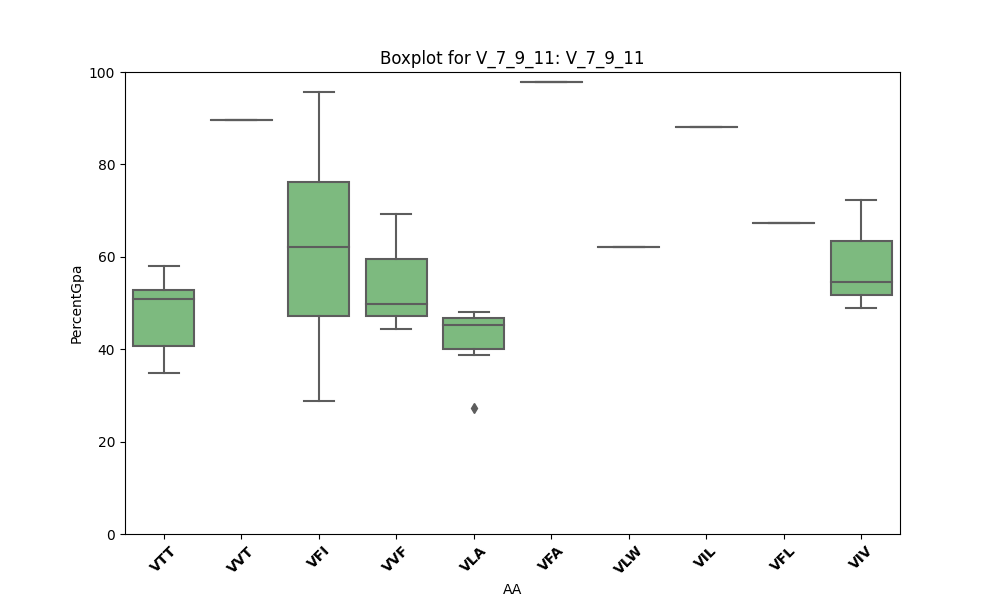 Boxplot for V_7_9_11: V_7_9_11
100
80
60
40
20
0
PercentGpa
VTT
VVT
VFI
VVF
VLA
VFA
VLW
VIL
VFL
VIV
AA